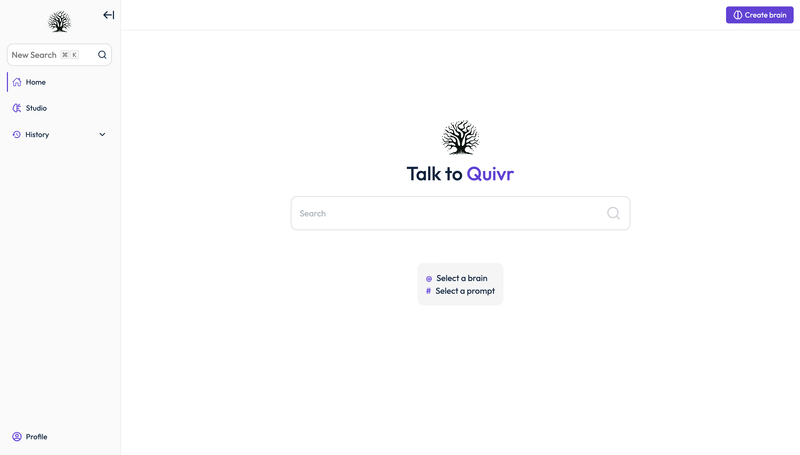 New Search ⌘ K
Home
Studio
History
Profile
Create brain
Talk to Quivr
Search
@ Select a brain
# Select a prompt